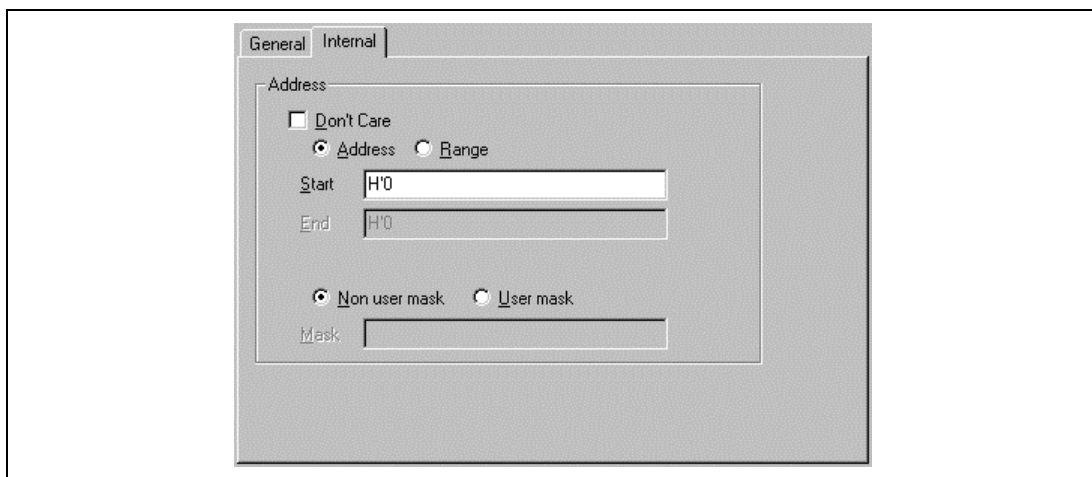 General Internal
Address
Don't Care
Address Range
Start H'0
End H'0
Non user mask User mask
Mask